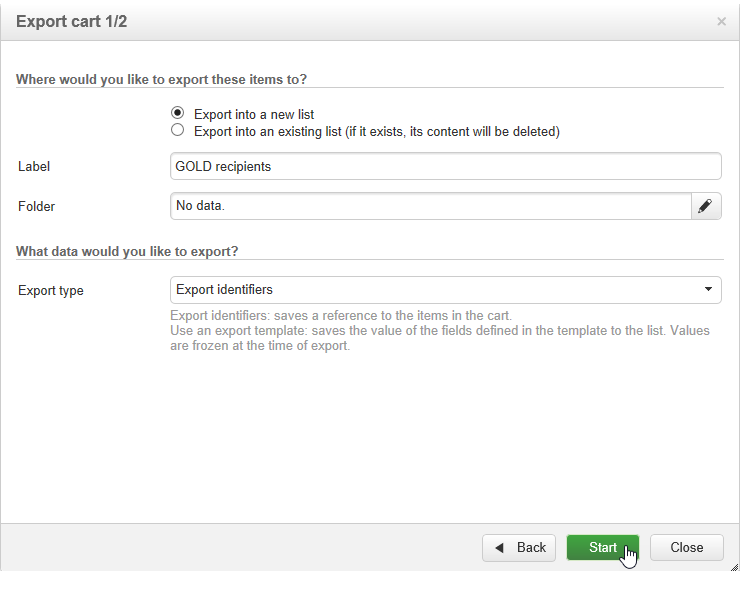 Export cart 1/2
×
Where would you like to export these items to?
Export into a new list
Export into an existing list (if it exists, its content will be deleted)
Label
GOLD recipients
Folder
No data.
What data would you like to export?
Export type
Export identifiers
Export identifiers: saves a reference to the items in the cart.
Use an export template: saves the value of the fields defined in the template to the list. Values
are frozen at the time of export.
Back
Start
Close